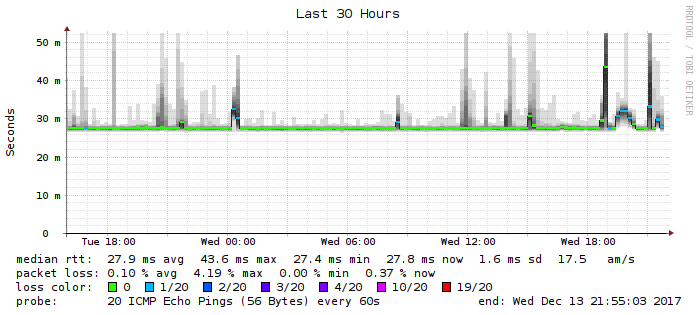 Last 30 Hours
RRDTOOL / TOBI OETIKER
Seconds
50 m
40 m
30 m
20 m
10 m
0
Tue 18:00 Wed 00:00 Wed 06:00 Wed 12:00 Wed 18:00
median rtt: 27.9 ms avg 43.6 ms max 27.4 ms min 27.8 ms now 1.6 ms sd 17.5 am/s
packet loss: 0.10 % avg 4.19 % max 0.00 % min 0.37 % now
loss color: 0 1/20 2/20 3/20 4/20 10/20 19/20
probe: 20 ICMP Echo Pings (56 Bytes) every 60s end: Wed Dec 13 21:55:03 2017